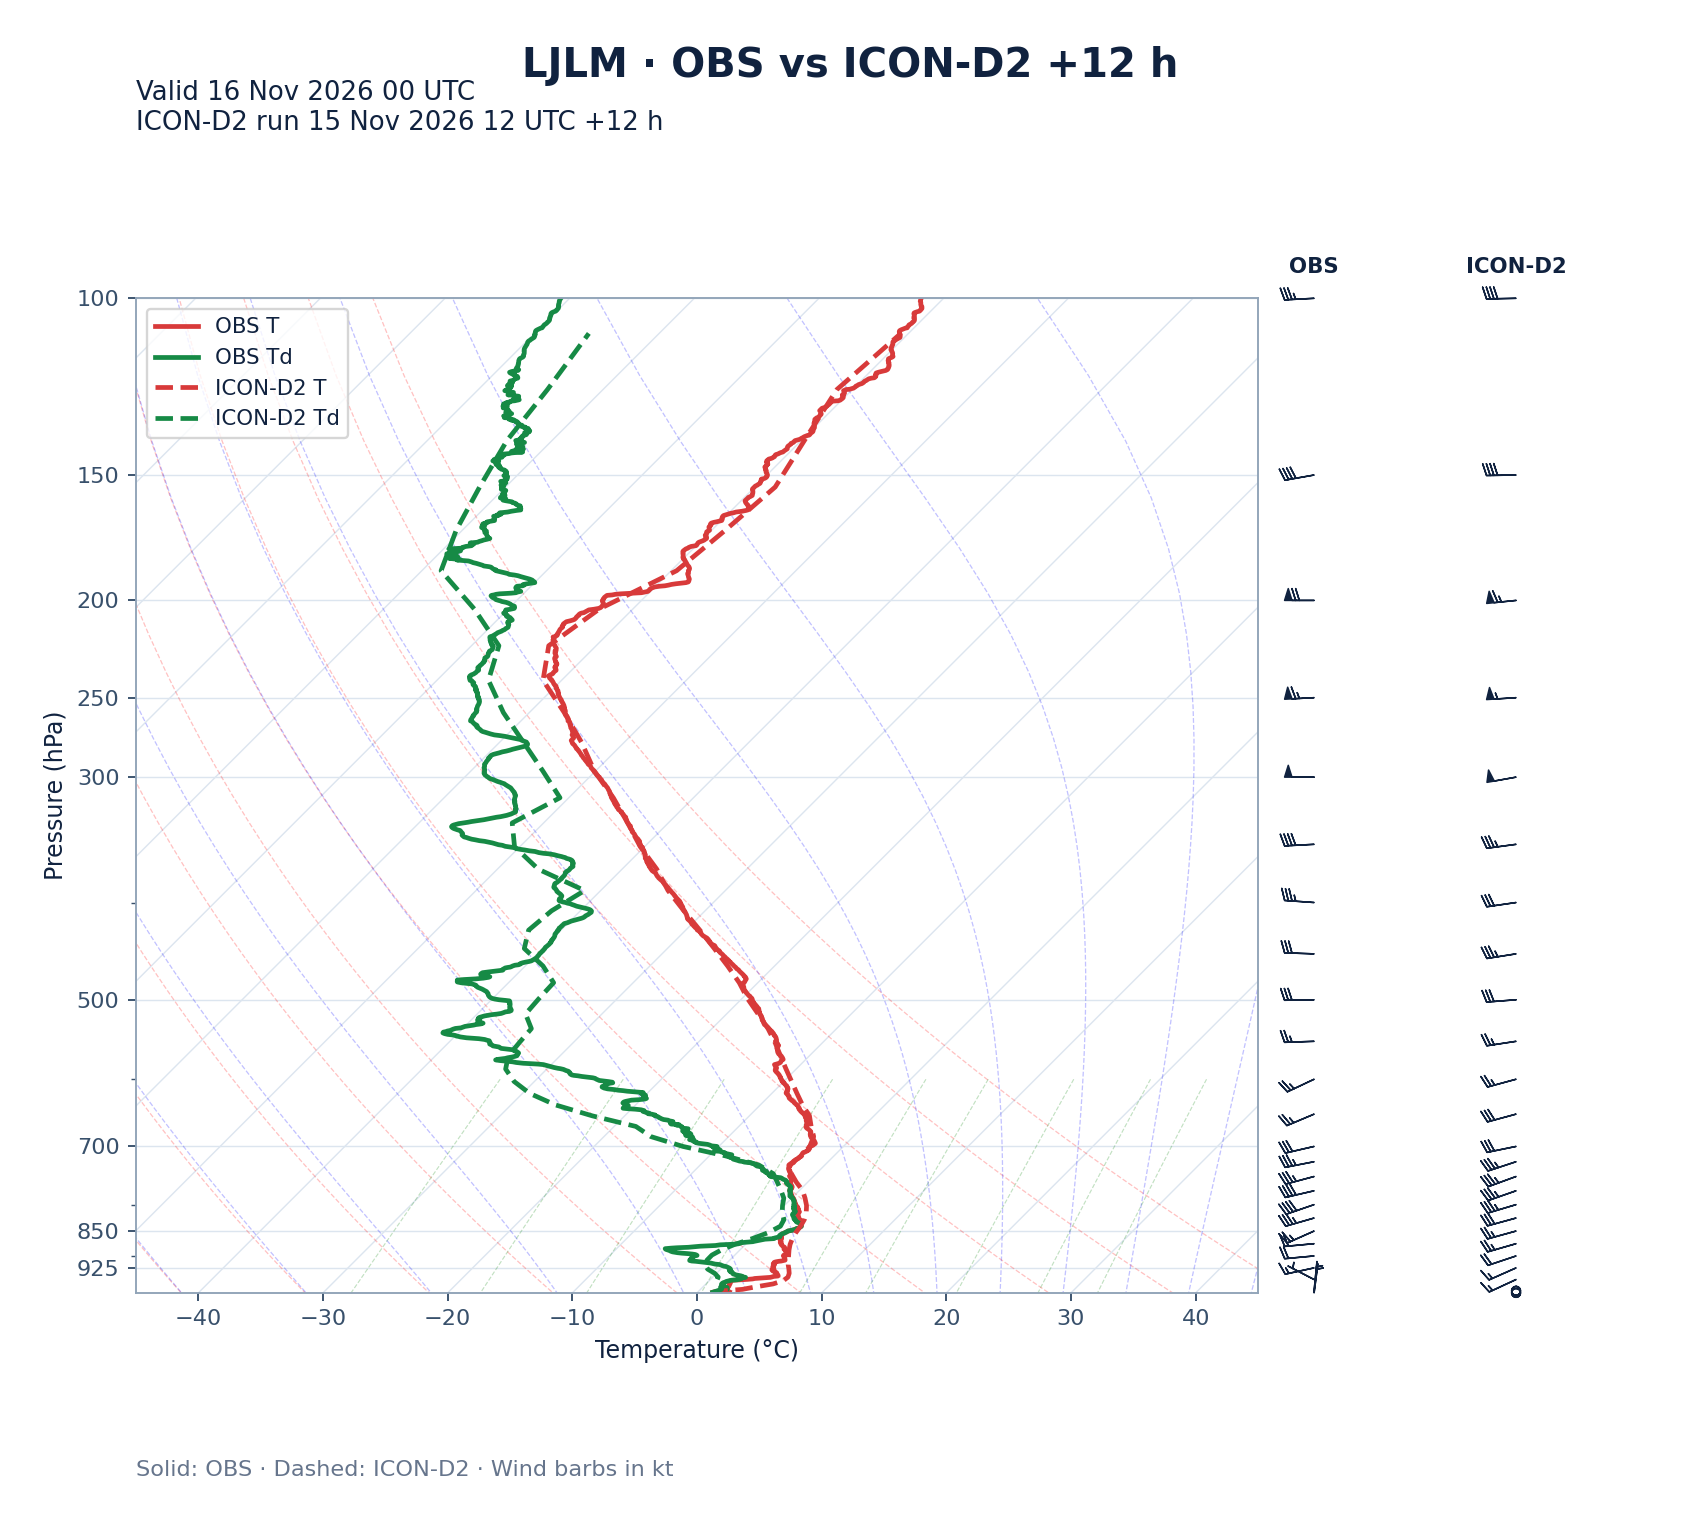 LJLM · OBS vs ICON-D2 +12 h
Valid 16 Nov 2026 00 UTC
ICON-D2 run 15 Nov 2026 12 UTC +12 h
OBS
ICON-D2
OBS T
OBS Td
ICON-D2 T
ICON-D2 Td
100
150
200
250
300
500
700
850
925
Pressure (hPa)
−40
−30
−20
−10
0
10
20
30
40
Temperature (°C)
Solid: OBS · Dashed: ICON-D2 · Wind barbs in kt